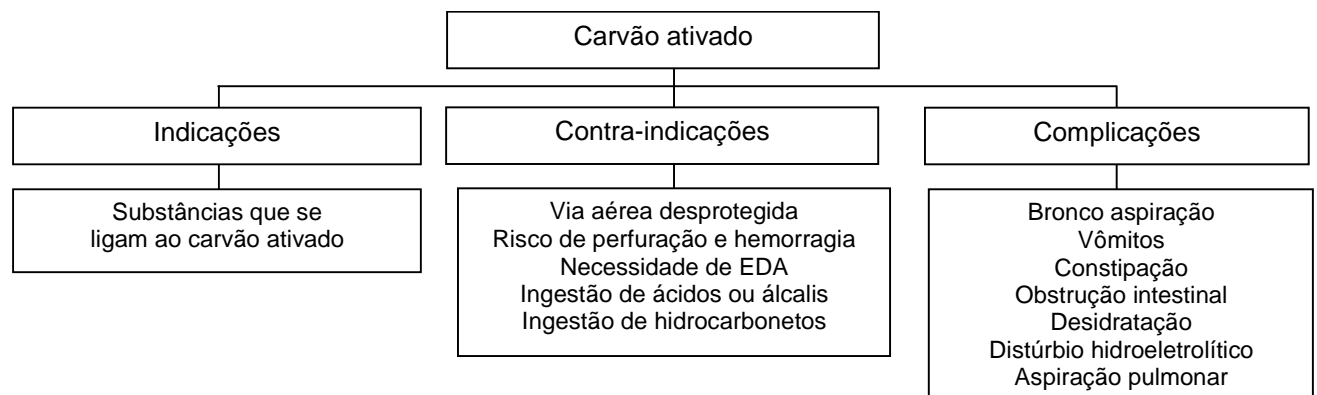 Carvão ativado
Indicações
Contra-indicações
Complicações
Substâncias que se
ligam ao carvão ativado
Via aérea desprotegida
Risco de perfuração e hemorragia
Necessidade de EDA
Ingestão de ácidos ou álcalis
Ingestão de hidrocarbonetos
Bronco aspiração
Vômitos
Constipação
Obstrução intestinal
Desidratação
Distúrbio hidroeletrolítico
Aspiração pulmonar